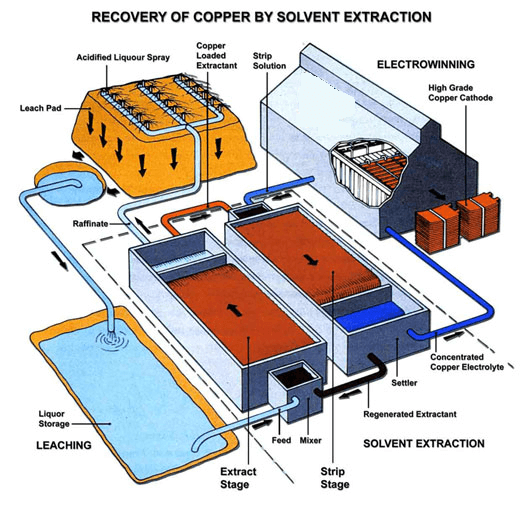 RECOVERY OF COPPER BY SOLVENT EXTRACTION
Acidified Liquour Spray
Copper
Loaded
Extractant
Strip
Solution
ELECTROWINNING
High Grade
Copper Cathode
Leach Pad
Raffinate
Liquor
Storage
LEACHING
Feed
Mixer
Extract
Stage
Strip
Stage
Settler
Regenerated Extractant
Concentrated
Copper Electrolyte
SOLVENT EXTRACTION